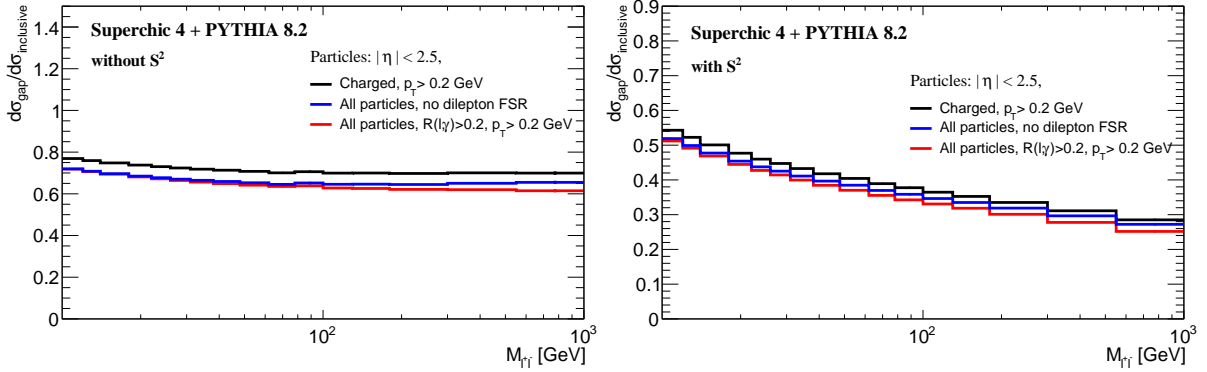 Superchic 4 + PYTHIA 8.2
without S²
Particles: | η | < 2.5,
Charged, p_T > 0.2 GeV
All particles, no dilepton FSR
All particles, R(l,γ)>0.2, p_T > 0.2 GeV
dσ_gap/dσ_inclusive
1.4
1.2
1
0.8
0.6
0.4
0.2
0
10²
10³
M_l⁺l⁻ [GeV]
Superchic 4 + PYTHIA 8.2
with S²
Particles: | η | < 2.5,
Charged, p_T > 0.2 GeV
All particles, no dilepton FSR
All particles, R(l,γ)>0.2, p_T > 0.2 GeV
dσ_gap/dσ_inclusive
0.9
0.8
0.7
0.6
0.5
0.4
0.3
0.2
0.1
0
10²
10³
M_l⁺l⁻ [GeV]